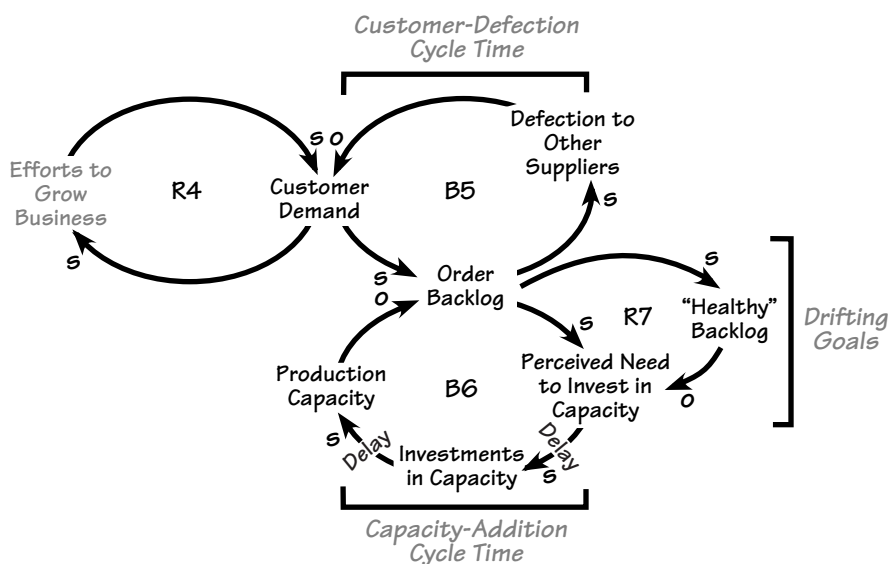 Customer-Defection
Cycle Time
Defection to
Other
Suppliers
s o
Efforts to
Grow
Business
R4
Customer
Demand
B5
s
s
s
o
Order
Backlog
s
s
R7
"Healthy"
Backlog
Drifting
Goals
Production
Capacity
B6
Perceived Need
to Invest in
Capacity
o
s
Delay
Investments
in Capacity
Delay
s
Capacity-Addition
Cycle Time